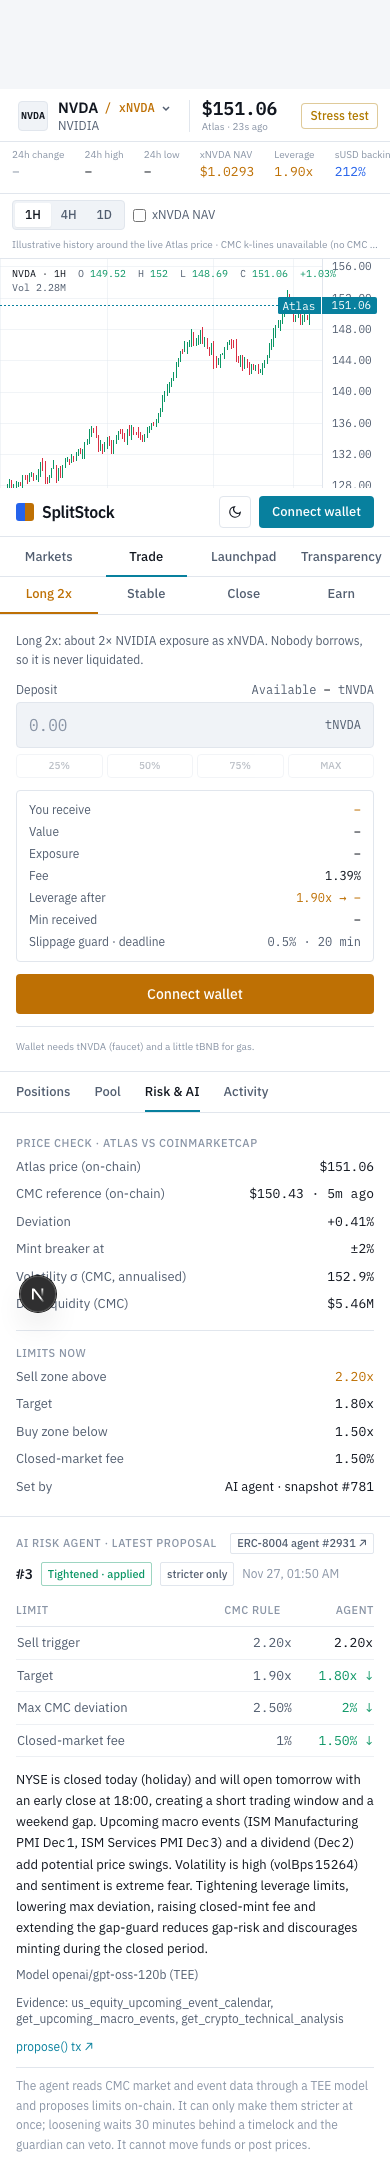 NVDA
NVDA / xNVDA
NVIDIA
$151.06
Atlas · 23s ago
Stress test
24h change 24h high 24h low xNVDA NAV Leverage sUSD backin
– – – $1.0293 1.90x 212%
1H 4H 1D xNVDA NAV
Illustrative history around the live Atlas price · CMC k-lines unavailable (no CMC ...
NVDA · 1H O 149.52 H 152 L 148.69 C 151.06 +1.03%
Vol 2.28M
156.00
Atlas 151.06
148.00
144.00
140.00
136.00
132.00
128.00
SplitStock
Connect wallet
Markets Trade Launchpad Transparency
Long 2x Stable Close Earn
Long 2x: about 2× NVIDIA exposure as xNVDA. Nobody borrows,
so it is never liquidated.
Deposit Available – tNVDA
0.00 tNVDA
25% 50% 75% MAX
You receive –
Value –
Exposure –
Fee 1.39%
Leverage after 1.90x → –
Min received –
Slippage guard · deadline 0.5% · 20 min
Connect wallet
Wallet needs tNVDA (faucet) and a little tBNB for gas.
Positions Pool Risk & AI Activity
PRICE CHECK · ATLAS VS COINMARKETCAP
Atlas price (on-chain) $151.06
CMC reference (on-chain) $150.43 · 5m ago
Deviation +0.41%
Mint breaker at ±2%
Volatility σ (CMC, annualised) 152.9%
(CMC) $5.46M
N
LIMITS NOW
Sell zone above 2.20x
Target 1.80x
Buy zone below 1.50x
Closed-market fee 1.50%
Set by AI agent · snapshot #781
AI RISK AGENT · LATEST PROPOSAL ERC-8004 agent #2931 ↗
#3 Tightened · applied stricter only Nov 27, 01:50 AM
LIMIT CMC RULE AGENT
Sell trigger 2.20x 2.20x
Target 1.90x 1.80x ↓
Max CMC deviation 2.50% 2% ↓
Closed-market fee 1% 1.50% ↓
NYSE is closed today (holiday) and will open tomorrow with
an early close at 18:00, creating a short trading window and a
weekend gap. Upcoming macro events (ISM Manufacturing
PMI Dec 1, ISM Services PMI Dec 3) and a dividend (Dec 2)
add potential price swings. Volatility is high (volBps 15264)
and sentiment is extreme fear. Tightening leverage limits,
lowering max deviation, raising closed-mint fee and
extending the gap-guard reduces gap-risk and discourages
minting during the closed period.
Model openai/gpt-oss-120b (TEE)
Evidence: us_equity_upcoming_event_calendar,
get_upcoming_macro_events, get_crypto_technical_analysis
propose() tx ↗
The agent reads CMC market and event data through a TEE model
and proposes limits on-chain. It can only make them stricter at
once; loosening waits 30 minutes behind a timelock and the
guardian can veto. It cannot move funds or post prices.